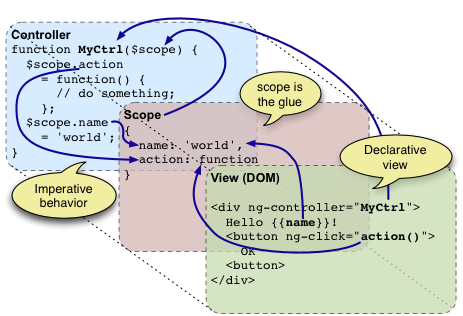 Controller
function MyCtrl($scope) {
$scope.action
= function() {
// do something;
};
$scope.name
= 'world';
}
scope is
the glue
Scope
{
name: 'world',
action: function
}
Declarative
view
Imperative
behavior
View (DOM)
<div ng-controller="MyCtrl">
Hello {{name}}!
<button ng-click="action()">
OK
<button>
</div>